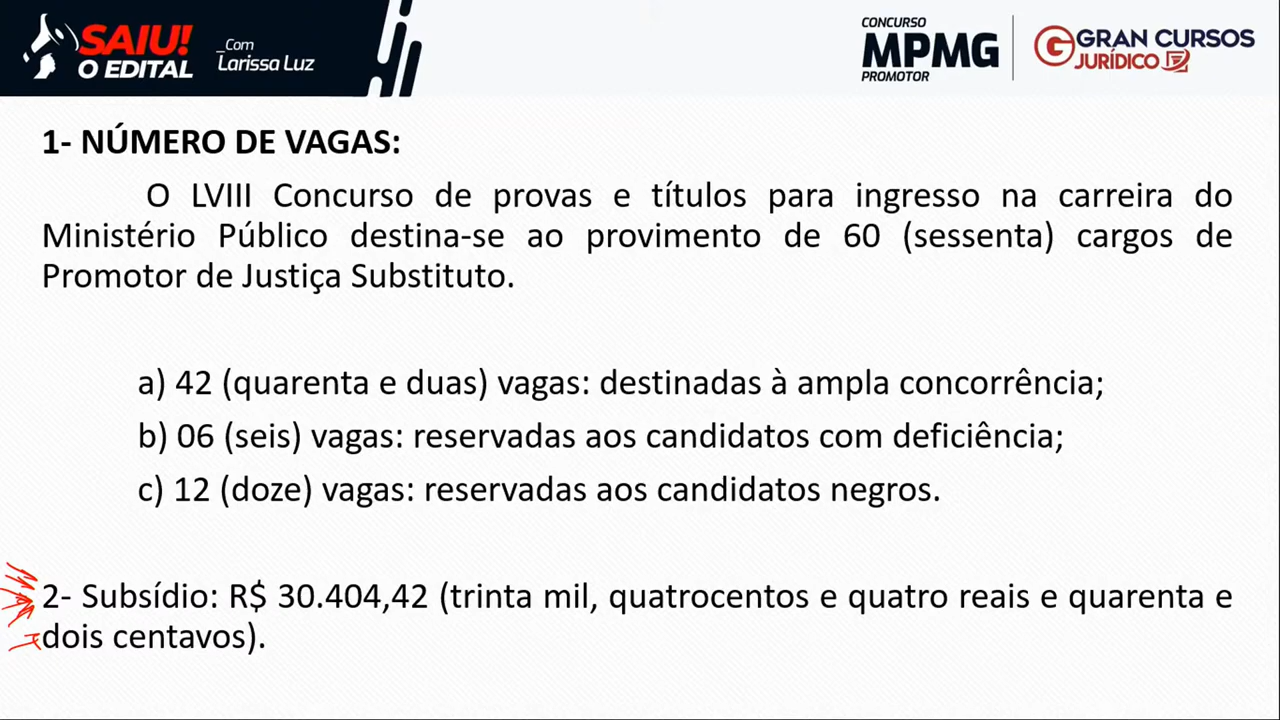 SAIU!
O EDITAL
_Com
Larissa Luz
CONCURSO
MPMG
PROMOTOR
GRAN CURSOS
JURÍDICO
1- NÚMERO DE VAGAS:
O LVIII Concurso de provas e títulos para ingresso na carreira do
Ministério Público destina-se ao provimento de 60 (sessenta) cargos de
Promotor de Justiça Substituto.
a) 42 (quarenta e duas) vagas: destinadas à ampla concorrência;
b) 06 (seis) vagas: reservadas aos candidatos com deficiência;
c) 12 (doze) vagas: reservadas aos candidatos negros.
2- Subsídio: R$ 30.404,42 (trinta mil, quatrocentos e quatro reais e quarenta e
dois centavos).